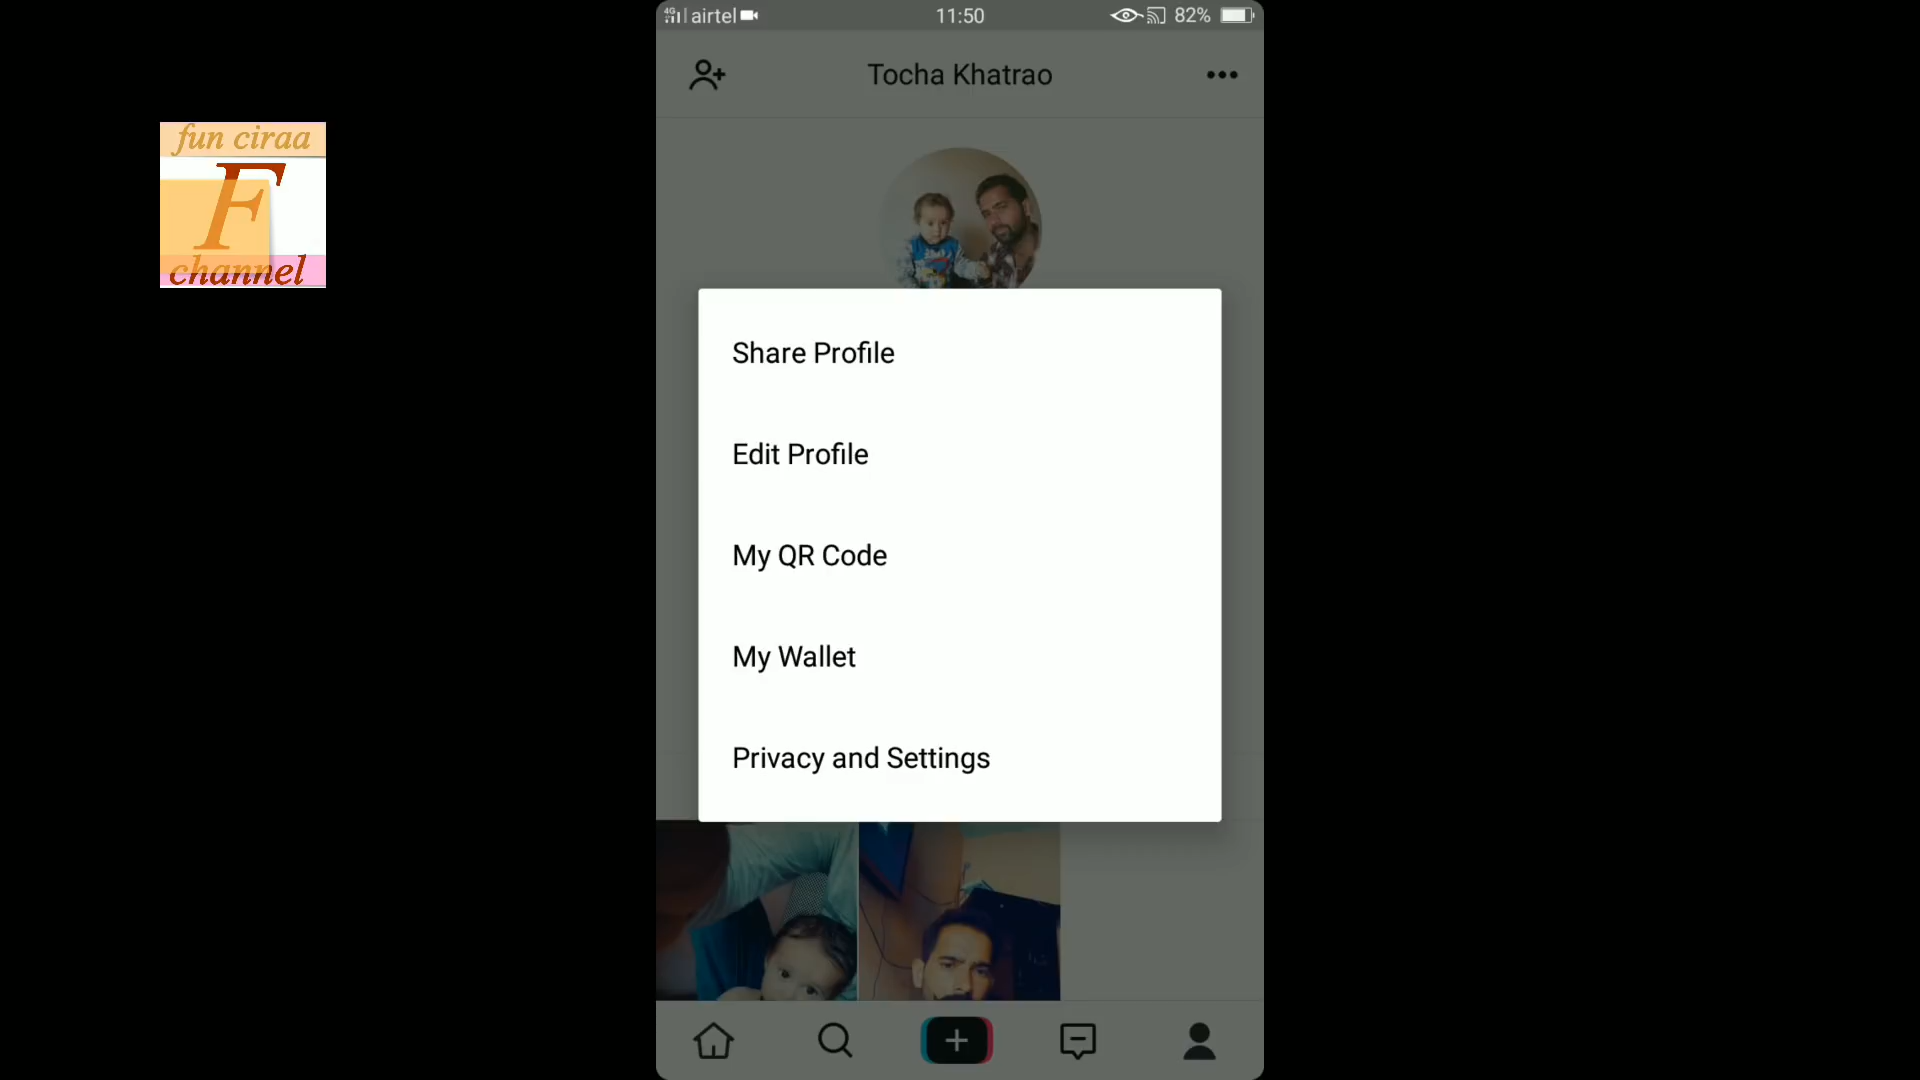 4G airtel 11:50 82%
Tocha Khatrao
fun ciraa
F
channel
Share Profile
Edit Profile
My QR Code
My Wallet
Privacy and Settings